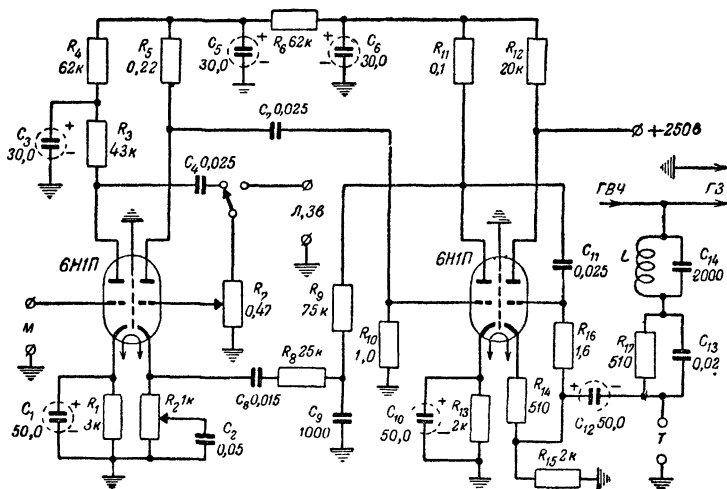 R4 62к
R5 0,22
C5 30,0
R6 62к
C6 30,0
R11 0,1
R12 20к
C3 30,0
R3 43к
C7 0,025
+250в
C4 0,025
Л,Зв
ГВЧ
ГЗ
6Н1П
6Н1П
C11 0,025
L
C14 2000
R7 0,47
R9 75к
R10 1,0
R16 1,6
R17 510
C13 0,02
М
R8 25к
C8 0,015
C1 50,0
R1 3к
R2 1к
C2 0,05
C9 1000
C10 50,0
R13 2к
R14 510
C12 50,0
R15 2к
Т